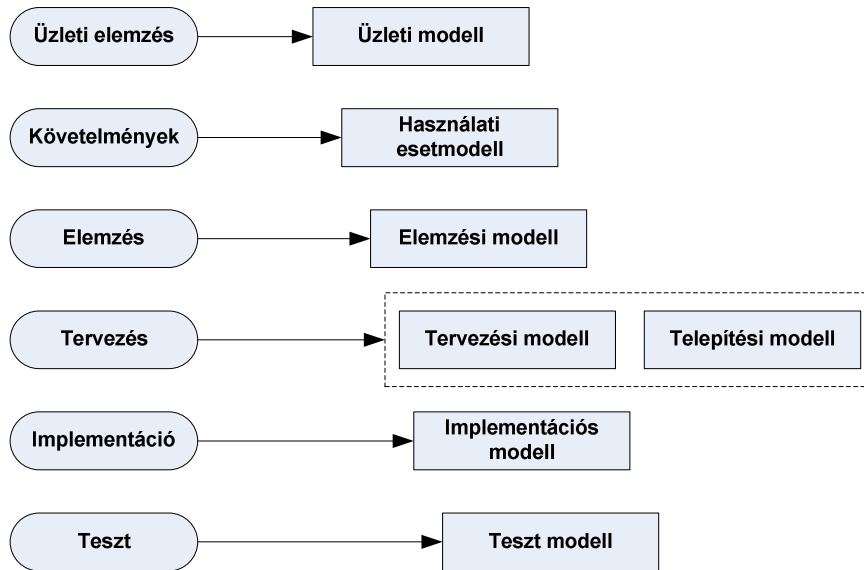 Üzleti elemzés
Üzleti modell
Követelmények
Használati
esetmodell
Elemzés
Elemzési modell
Tervezés
Tervezési modell
Telepítési modell
Implementáció
Implementációs
modell
Teszt
Teszt modell